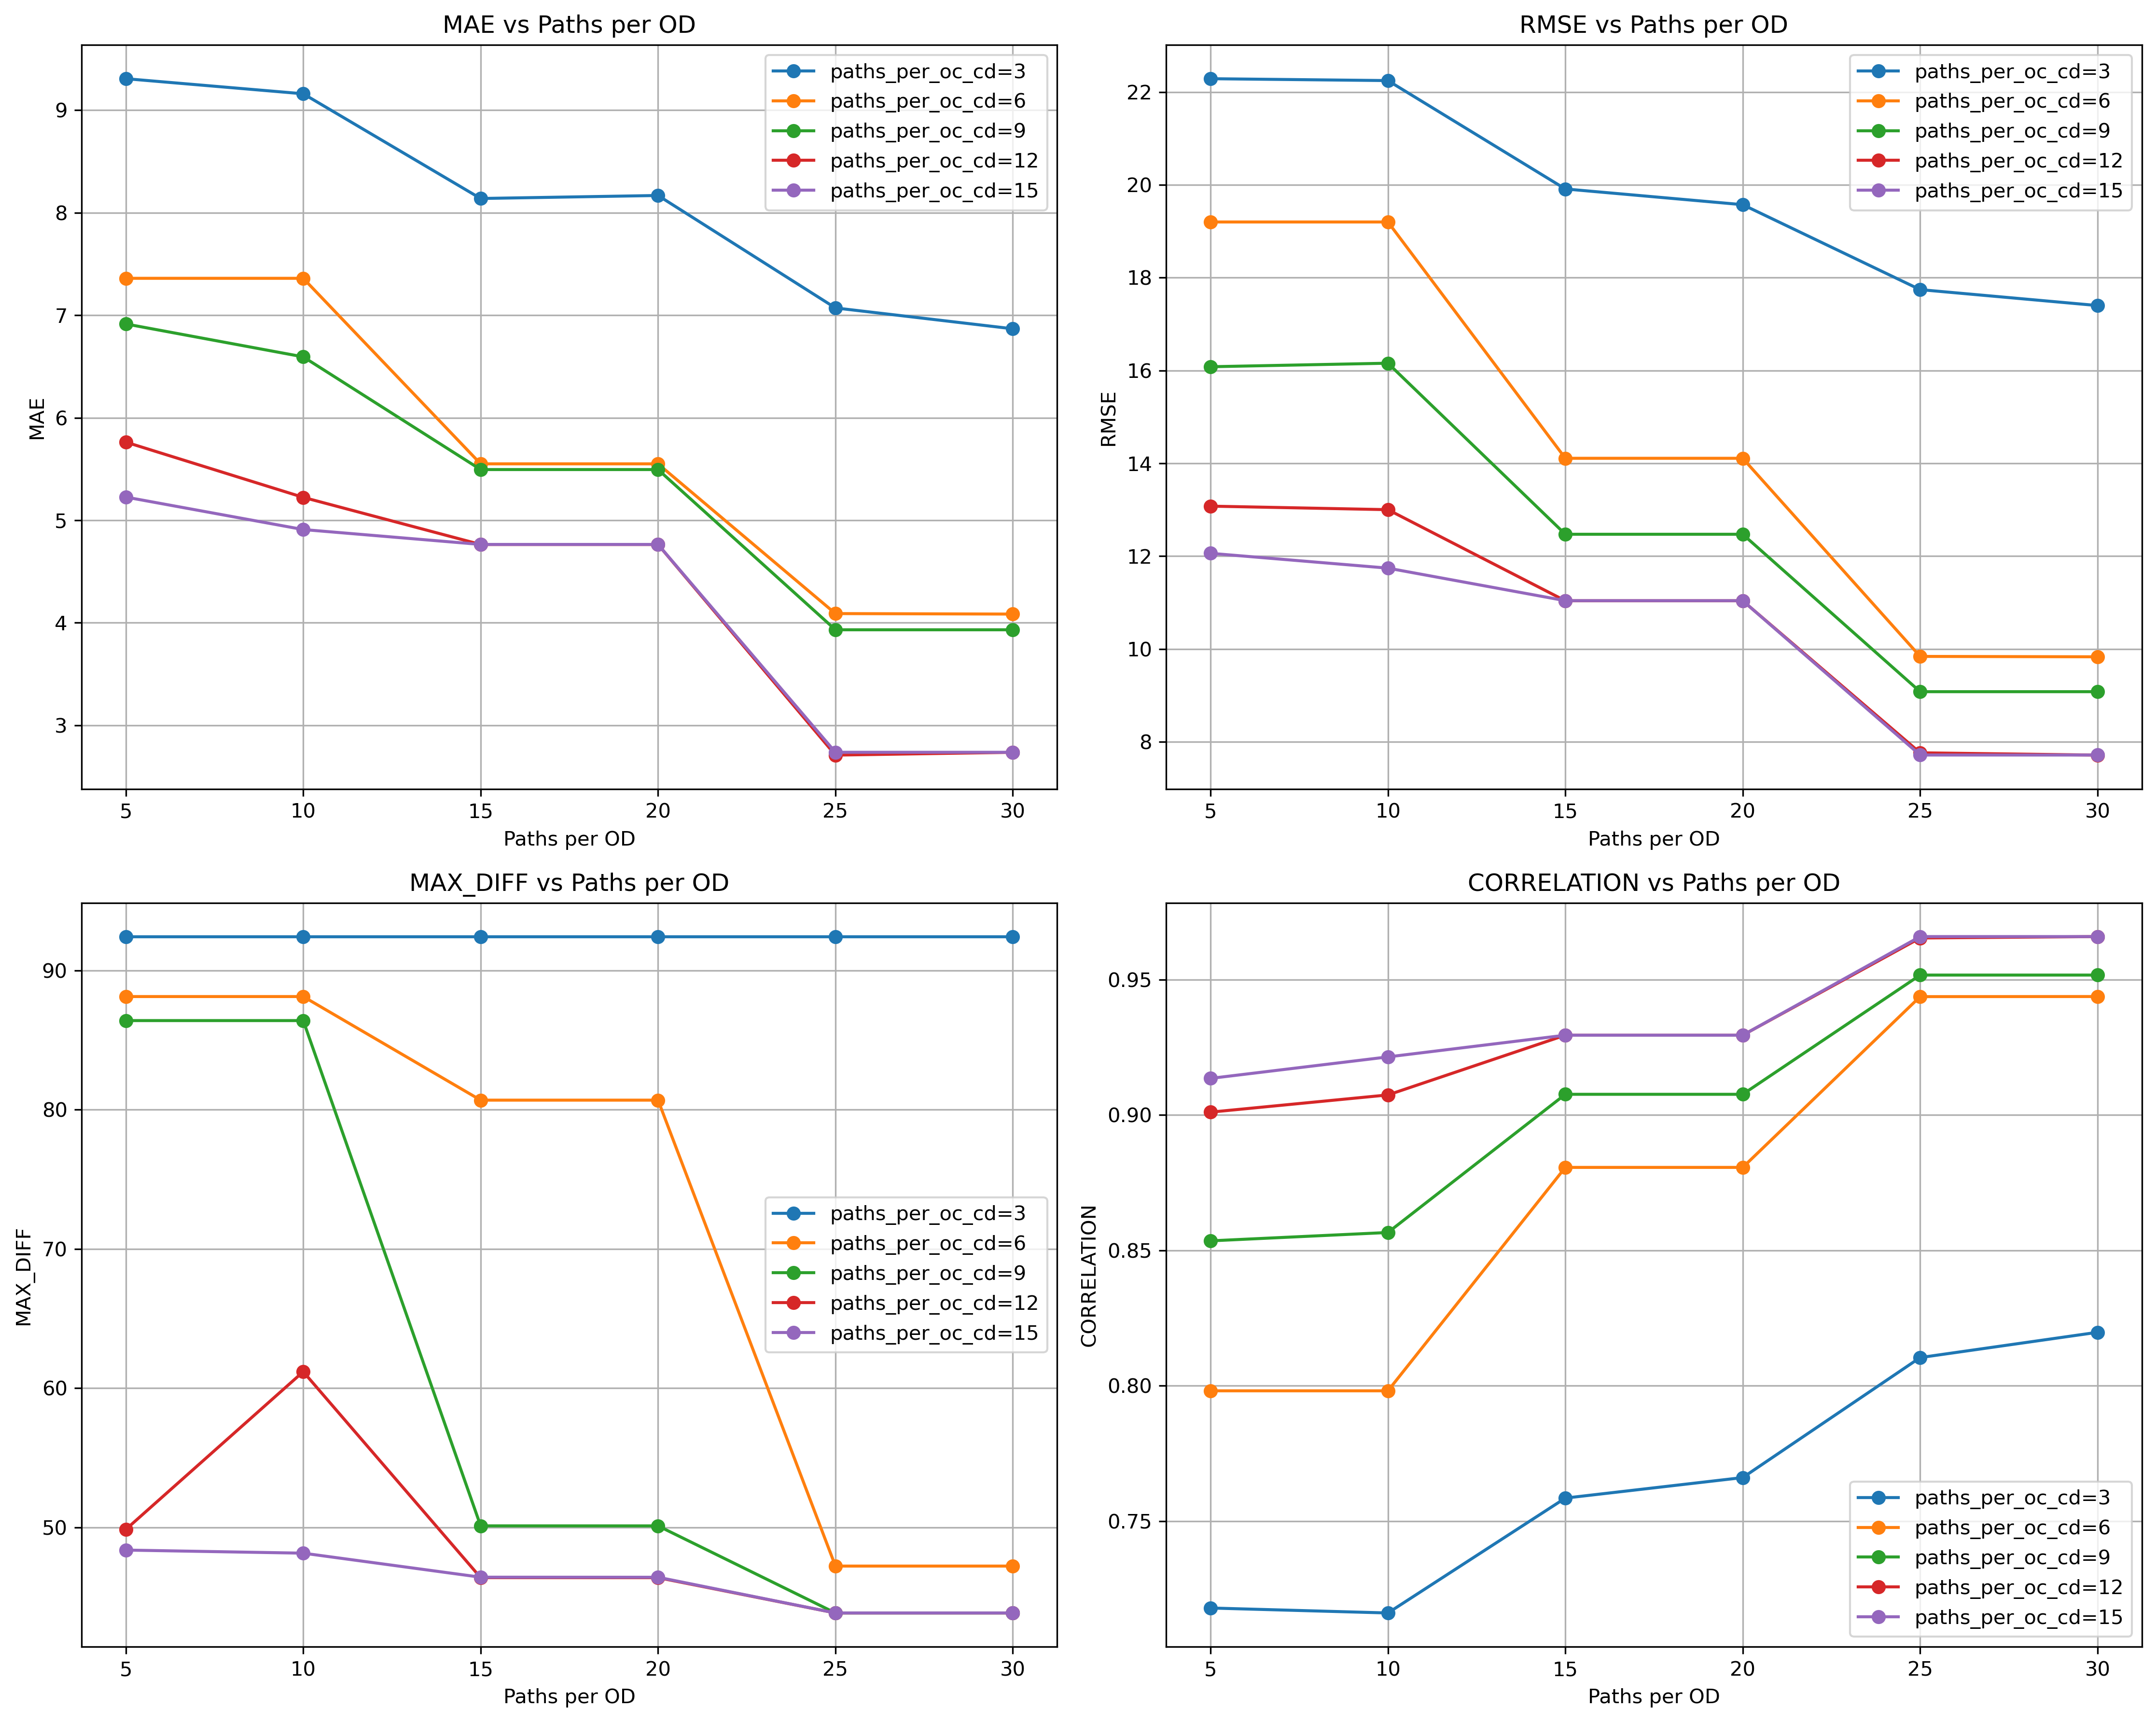 MAE vs Paths per OD
MAE
9
8
7
6
5
4
3
5 10 15 20 25 30
Paths per OD
paths_per_oc_cd=3
paths_per_oc_cd=6
paths_per_oc_cd=9
paths_per_oc_cd=12
paths_per_oc_cd=15
RMSE vs Paths per OD
RMSE
22
20
18
16
14
12
10
8
5 10 15 20 25 30
Paths per OD
paths_per_oc_cd=3
paths_per_oc_cd=6
paths_per_oc_cd=9
paths_per_oc_cd=12
paths_per_oc_cd=15
MAX_DIFF vs Paths per OD
MAX_DIFF
90
80
70
60
50
5 10 15 20 25 30
Paths per OD
paths_per_oc_cd=3
paths_per_oc_cd=6
paths_per_oc_cd=9
paths_per_oc_cd=12
paths_per_oc_cd=15
CORRELATION vs Paths per OD
CORRELATION
0.95
0.90
0.85
0.80
0.75
5 10 15 20 25 30
Paths per OD
paths_per_oc_cd=3
paths_per_oc_cd=6
paths_per_oc_cd=9
paths_per_oc_cd=12
paths_per_oc_cd=15